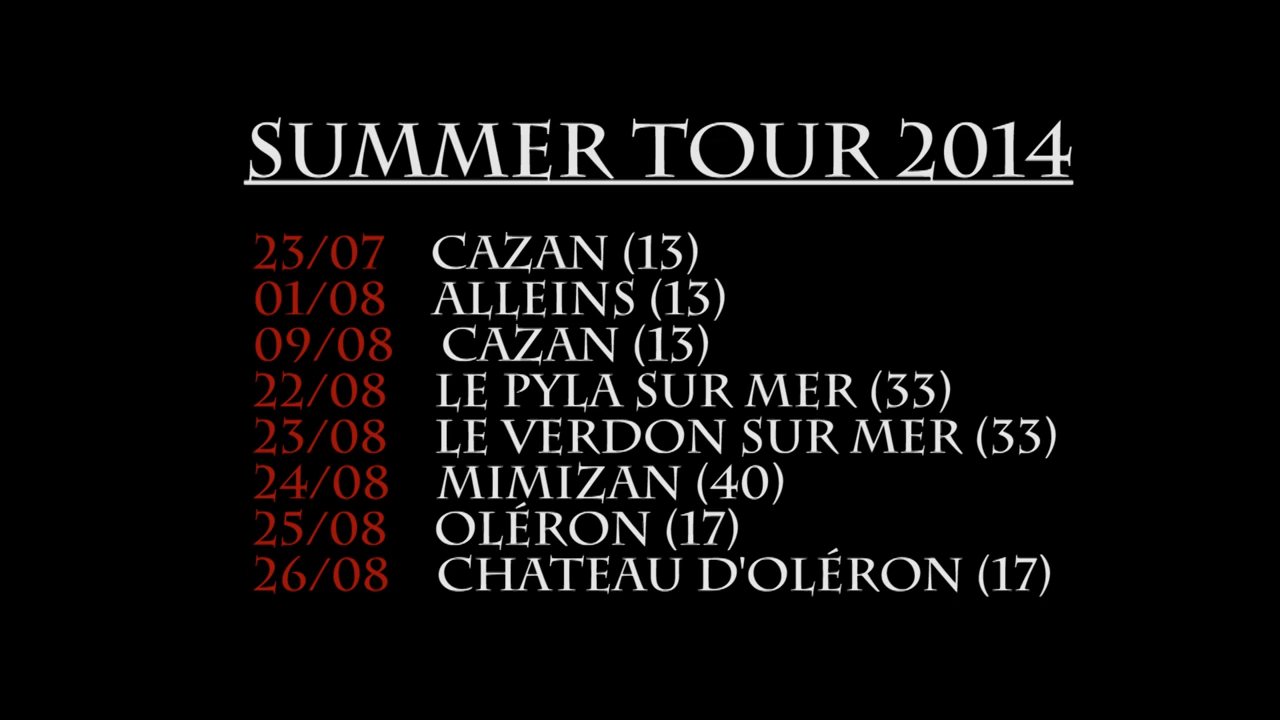 SUMMER TOUR 2014
23/07 CAZAN (13)
01/08 ALLEINS (13)
09/08 CAZAN (13)
22/08 LE PYLA SUR MER (33)
23/08 LE VERDON SUR MER (33)
24/08 MIMIZAN (40)
25/08 OLÉRON (17)
26/08 CHATEAU D'OLÉRON (17)